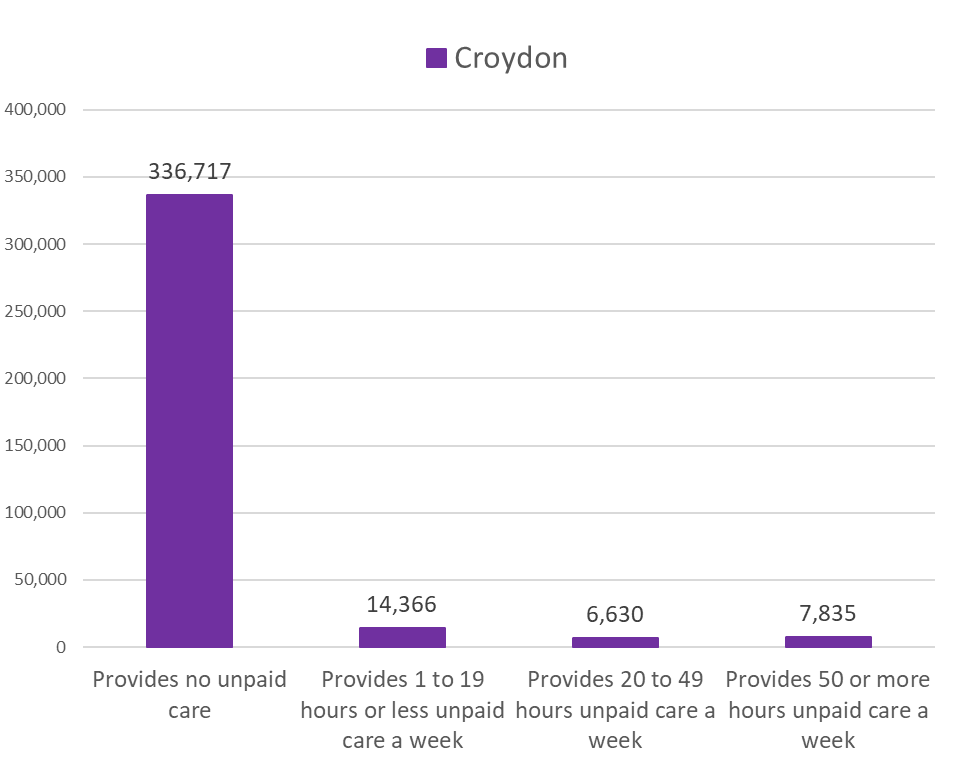 Croydon
400,000
350,000
300,000
250,000
200,000
150,000
100,000
50,000
0
336,717
14,366
6,630
7,835
Provides no unpaid
care
Provides 1 to 19
hours or less unpaid
care a week
Provides 20 to 49
hours unpaid care a
week
Provides 50 or more
hours unpaid care a
week